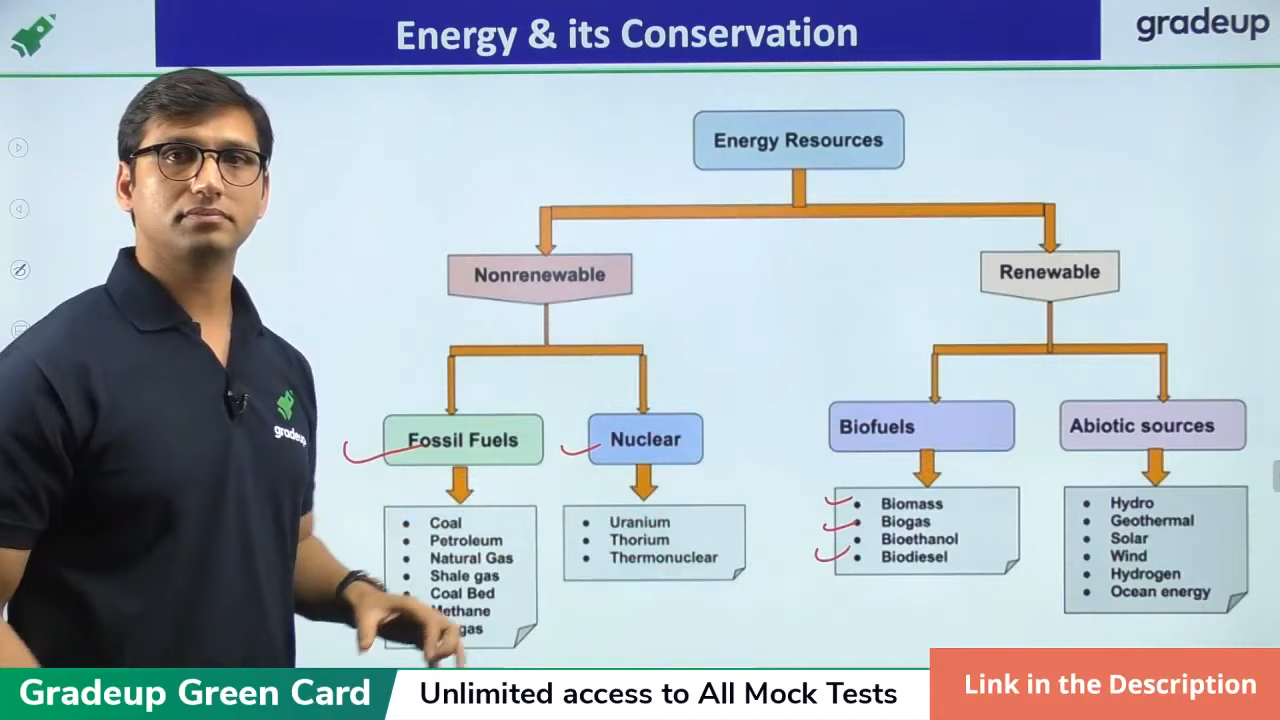 Energy & its Conservation
gradeup
Energy Resources
Nonrenewable
Renewable
Fossil Fuels
Nuclear
Biofuels
Abiotic sources
• Coal
• Petroleum
• Natural Gas
• Shale gas
• Coal Bed
Methane
gas
• Uranium
• Thorium
• Thermonuclear
• Biomass
• Biogas
• Bioethanol
• Biodiesel
• Hydro
• Geothermal
• Solar
• Wind
• Hydrogen
• Ocean energy
gradeup
Gradeup Green Card
Unlimited access to All Mock Tests
Link in the Description